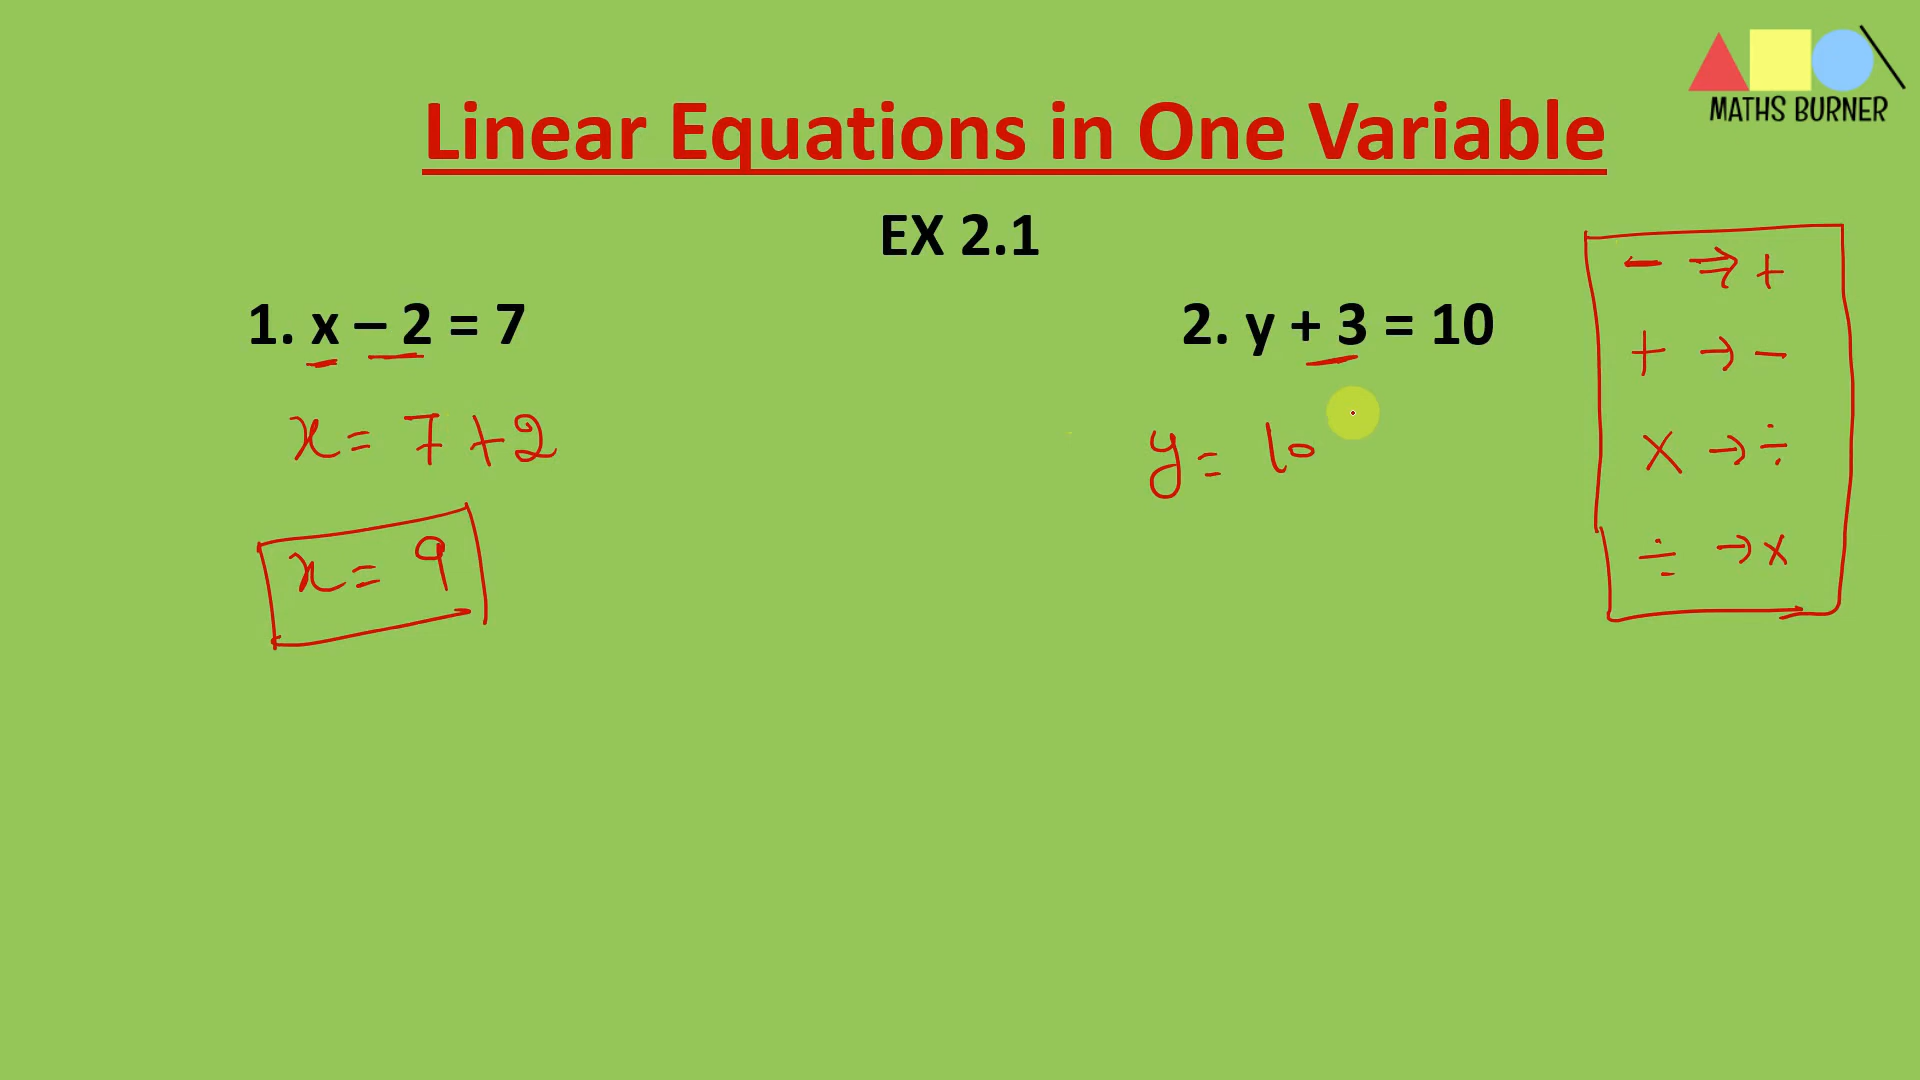 MATHS BURNER
Linear Equations in One Variable
EX 2.1
1. x – 2 = 7
x = 7 + 2
x = 9
2. y + 3 = 10
y = 10
- ⇒ +
+ → -
× → ÷
÷ → ×